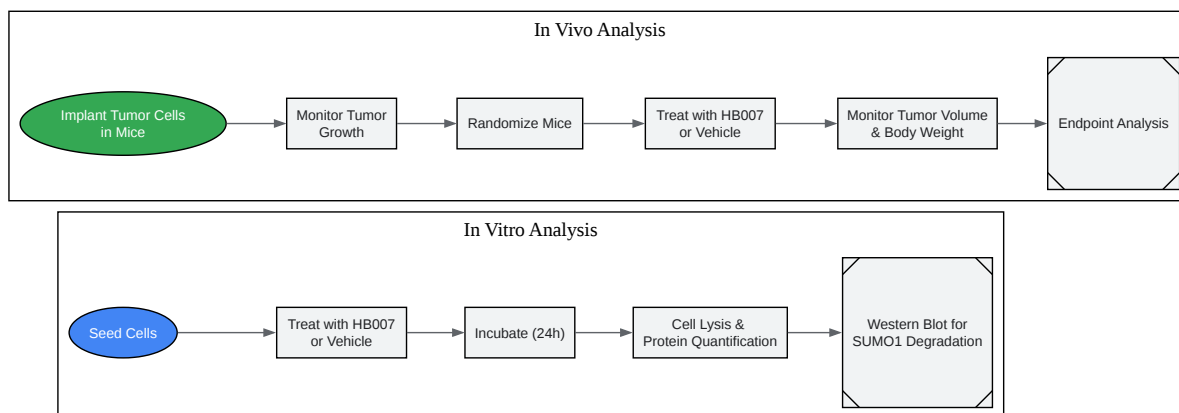 In Vivo Analysis
Implant Tumor Cells
in Mice
Monitor Tumor
Growth
Randomize Mice
Treat with HB007
or Vehicle
Monitor Tumor Volume
& Body Weight
Endpoint Analysis
In Vitro Analysis
Seed Cells
Treat with HB007
or Vehicle
Incubate (24h)
Cell Lysis &
Protein Quantification
Western Blot for
SUMO1 Degradation